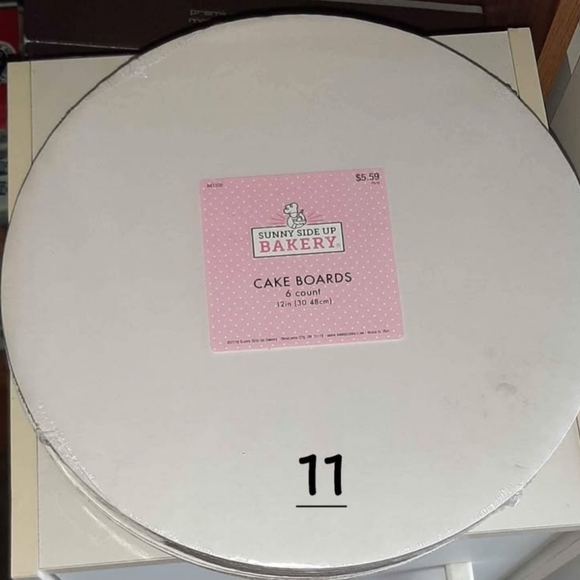 $5.59
SUNNY SIDE UP
BAKERY
CAKE BOARDS
6 count
12in (30.48cm)
11